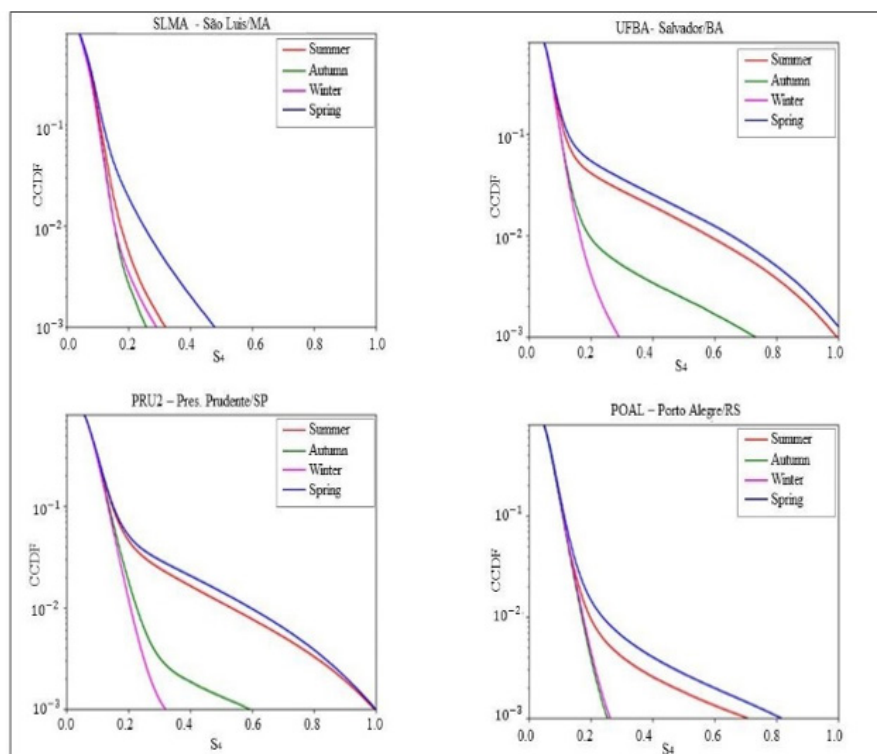 SLMA - São Luis/MA
Summer
Autumn
Winter
Spring
CCDF
10⁻¹
10⁻²
10⁻³
0.0 0.2 0.4 0.6 0.8 1.0
S₄
UFBA- Salvador/BA
Summer
Autumn
Winter
Spring
CCDF
10⁻¹
10⁻²
10⁻³
0.0 0.2 0.4 0.6 0.8 1.0
S₄
PRU2 – Pres. Prudente/SP
Summer
Autumn
Winter
Spring
CCDF
10⁻¹
10⁻²
10⁻³
0.0 0.2 0.4 0.6 0.8 1.0
S₄
POAL – Porto Alegre/RS
Summer
Autumn
Winter
Spring
CCDF
10⁻¹
10⁻²
10⁻³
0.0 0.2 0.4 0.6 0.8 1.0
S₄